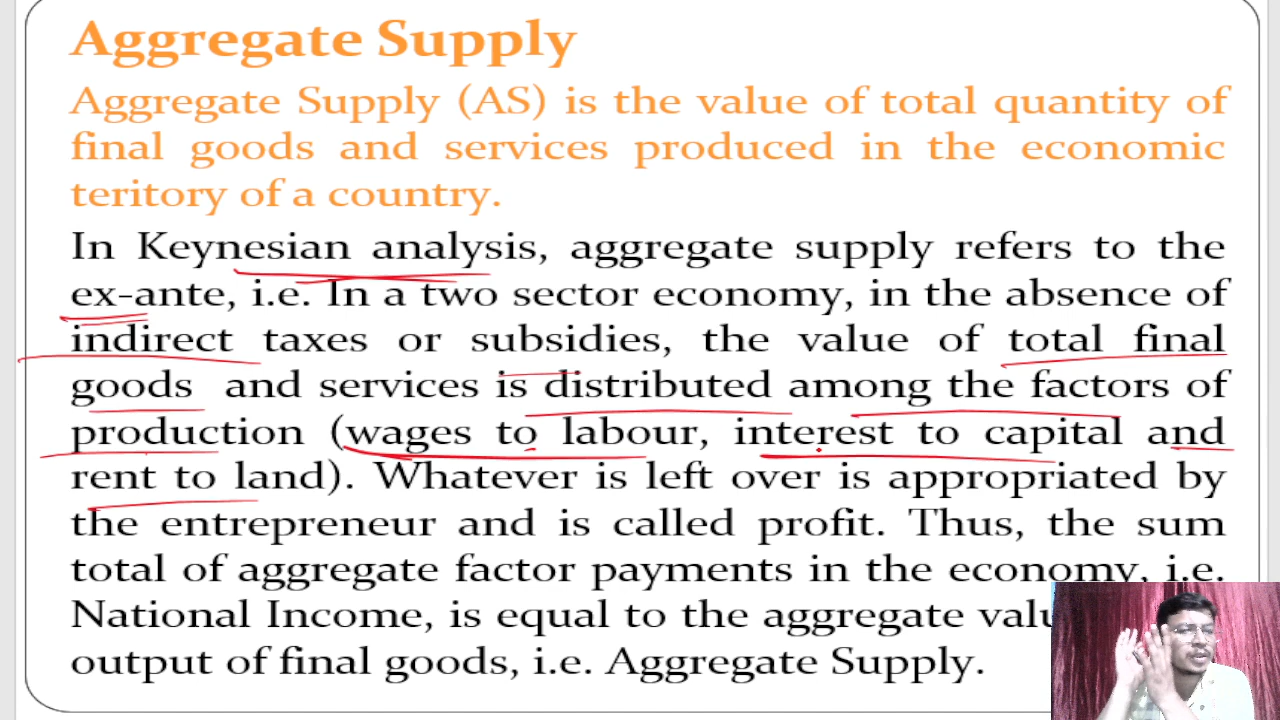 Aggregate Supply
Aggregate Supply (AS) is the value of total quantity of
final goods and services produced in the economic
teritory of a country.
In Keynesian analysis, aggregate supply refers to the
ex-ante, i.e. In a two sector economy, in the absence of
indirect taxes or subsidies, the value of total final
goods and services is distributed among the factors of
production (wages to labour, interest to capital and
rent to land). Whatever is left over is appropriated by
the entrepreneur and is called profit. Thus, the sum
total of aggregate factor payments in the economy, i.e.
National Income, is equal to the aggregate
output of final goods, i.e. Aggregate Supply.